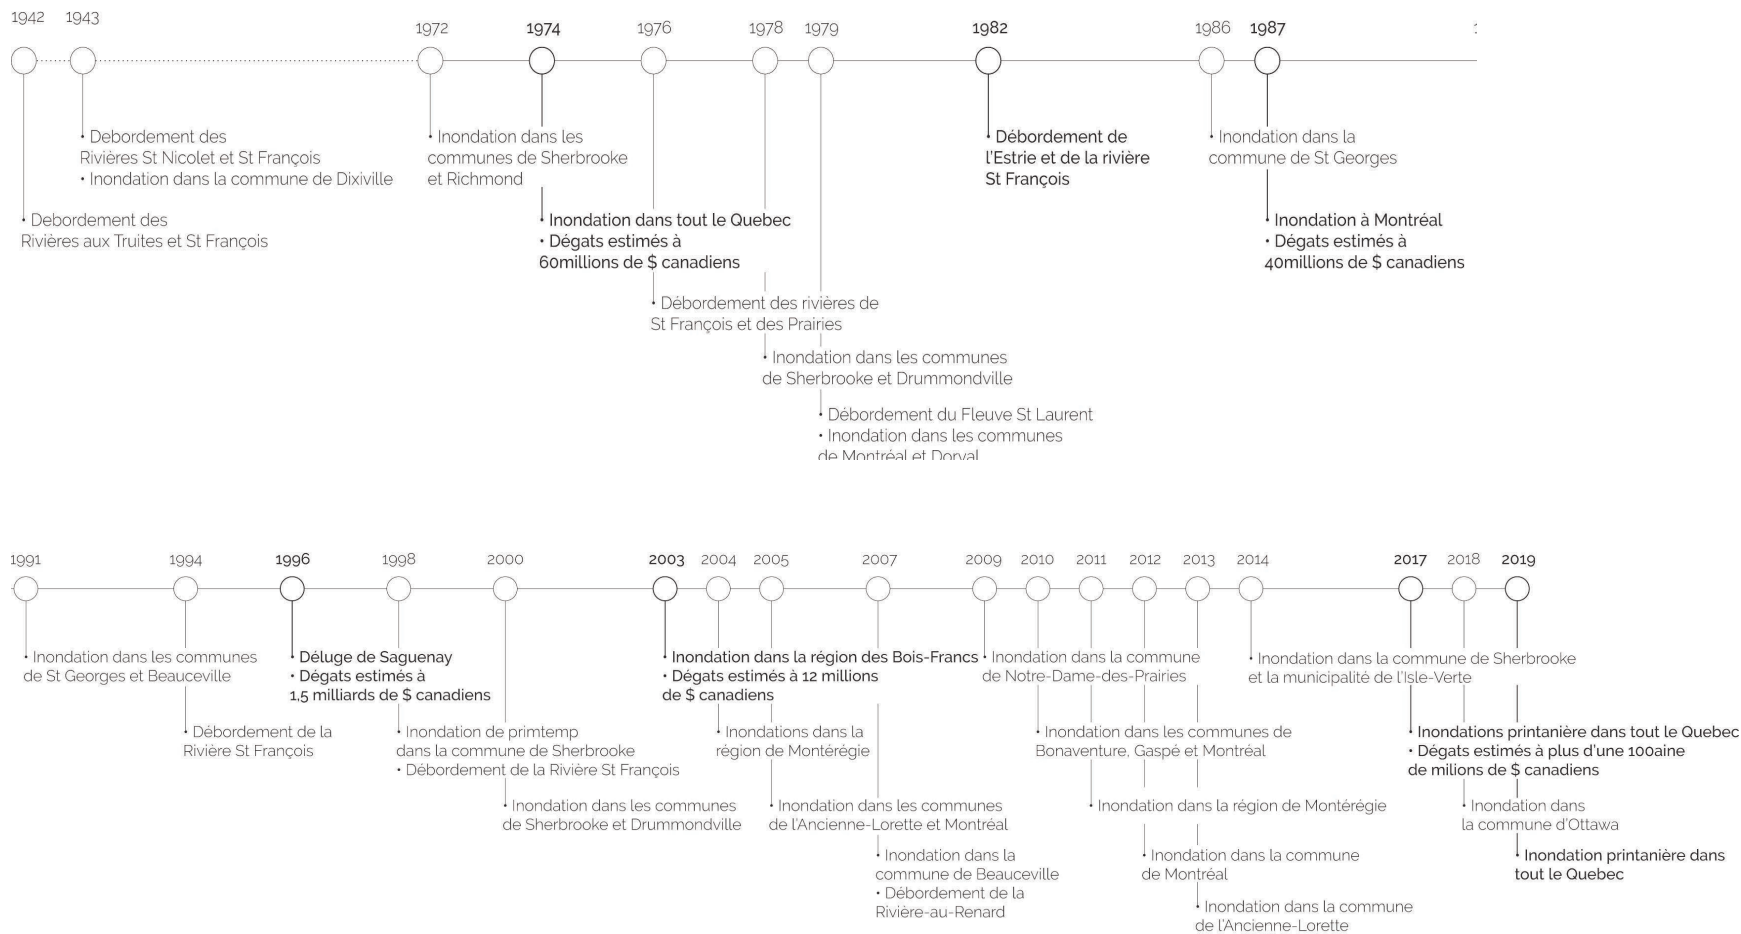 1942
1943
1972
1974
1976
1978
1979
1982
1986
1987
• Debordement des
Rivières St Nicolet et St François
• Inondation dans la commune de Dixiville
• Inondation dans les
communes de Sherbrooke
et Richmond
• Débordement de
l'Estrie et de la rivière
St François
• Inondation dans la
commune de St Georges
• Debordement des
Rivières aux Truites et St François
• Inondation dans tout le Quebec
• Dégats estimés à
60millions de $ canadiens
• Inondation à Montréal
• Dégats estimés à
40millions de $ canadiens
• Débordement des rivières de
St François et des Prairies
• Inondation dans les communes
de Sherbrooke et Drummondville
• Débordement du Fleuve St Laurent
• Inondation dans les communes
de Montréal et Dorval
1991
1994
1996
1998
2000
2003
2004
2005
2007
2009
2010
2011
2012
2013
2014
2017
2018
2019
• Inondation dans les communes
de St Georges et Beauceville
• Déluge de Saguenay
• Dégats estimés à
1,5 milliards de $ canadiens
• Inondation dans la région des Bois-Francs
• Dégats estimés à 12 millions
de $ canadiens
• Inondation dans la commune
de Notre-Dame-des-Prairies
• Inondation dans la commune de Sherbrooke
et la municipalité de l'Isle-Verte
• Débordement de la
Rivière St François
• Inondation de printemp
dans la commune de Sherbrooke
• Débordement de la Rivière St François
• Inondations dans la
région de Montérégie
• Inondation dans les communes de
Bonaventure, Gaspé et Montréal
• Inondations printanière dans tout le Quebec
• Dégats estimés à plus d'une 100aine
de milions de $ canadiens
• Inondation dans les communes
de Sherbrooke et Drummondville
• Inondation dans les communes
de l'Ancienne-Lorette et Montréal
• Inondation dans la région de Montérégie
• Inondation dans
la commune d'Ottawa
• Inondation dans la
commune de Beauceville
• Débordement de la
Rivière-au-Renard
• Inondation dans la commune
de Montréal
• Inondation printanière dans
tout le Quebec
• Inondation dans la commune
de l'Ancienne-Lorette